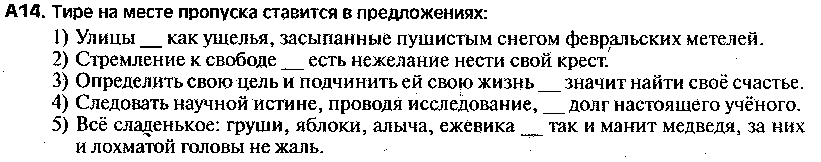 А14. Тире на месте пропуска ставится в предложениях:
1) Улицы __ как ущелья, засыпанные пушистым снегом февральских метелей.
2) Стремление к свободе __ есть нежелание нести свой крест.
3) Определить свою цель и подчинить ей свою жизнь __ значит найти своё счастье.
4) Следовать научной истине, проводя исследование, __ долг настоящего учёного.
5) Всё сладенькое: груши, яблоки, алыча, ежевика __ так и манит медведя, за них
и лохматой головы не жаль.